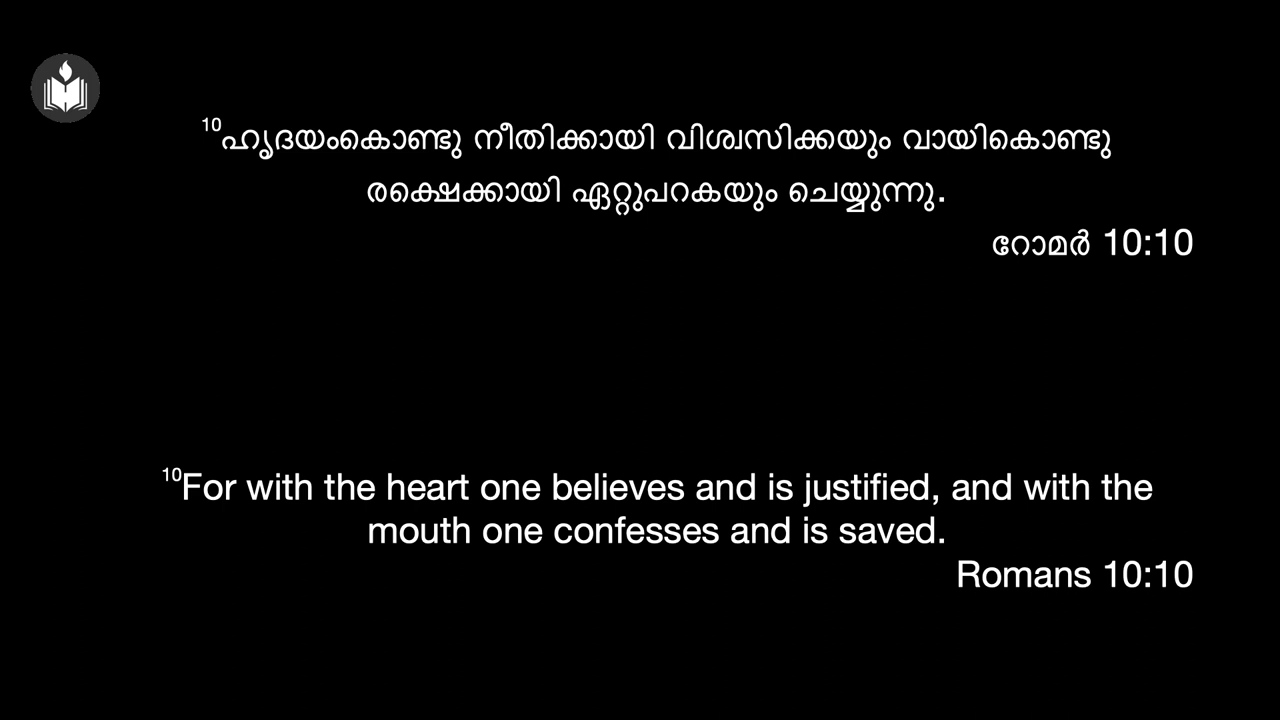 10ഹൃദയംകൊണ്ടു നീതിക്കായി വിശ്വസിക്കയും വായികൊണ്ടു
രക്ഷെക്കായി ഏറ്റുപറകയും ചെയ്യുന്നു.
റോമർ 10:10
10For with the heart one believes and is justified, and with the
mouth one confesses and is saved.
Romans 10:10